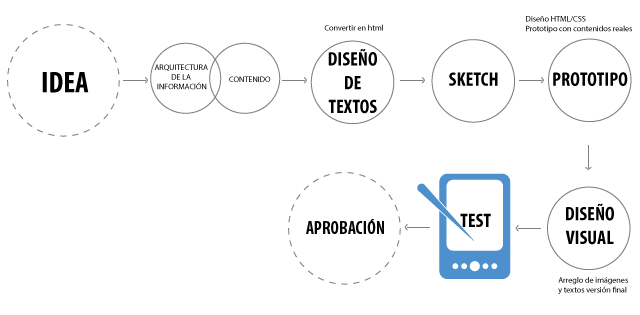 IDEA
ARQUITECTURA
DE LA
INFORMACIÓN
CONTENIDO
Convertir en html
DISEÑO
DE
TEXTOS
SKETCH
Diseño HTML/CSS
Prototipo con contenidos reales
PROTOTIPO
DISEÑO
VISUAL
Arreglo de imágenes
y textos versión final
TEST
APROBACIÓN